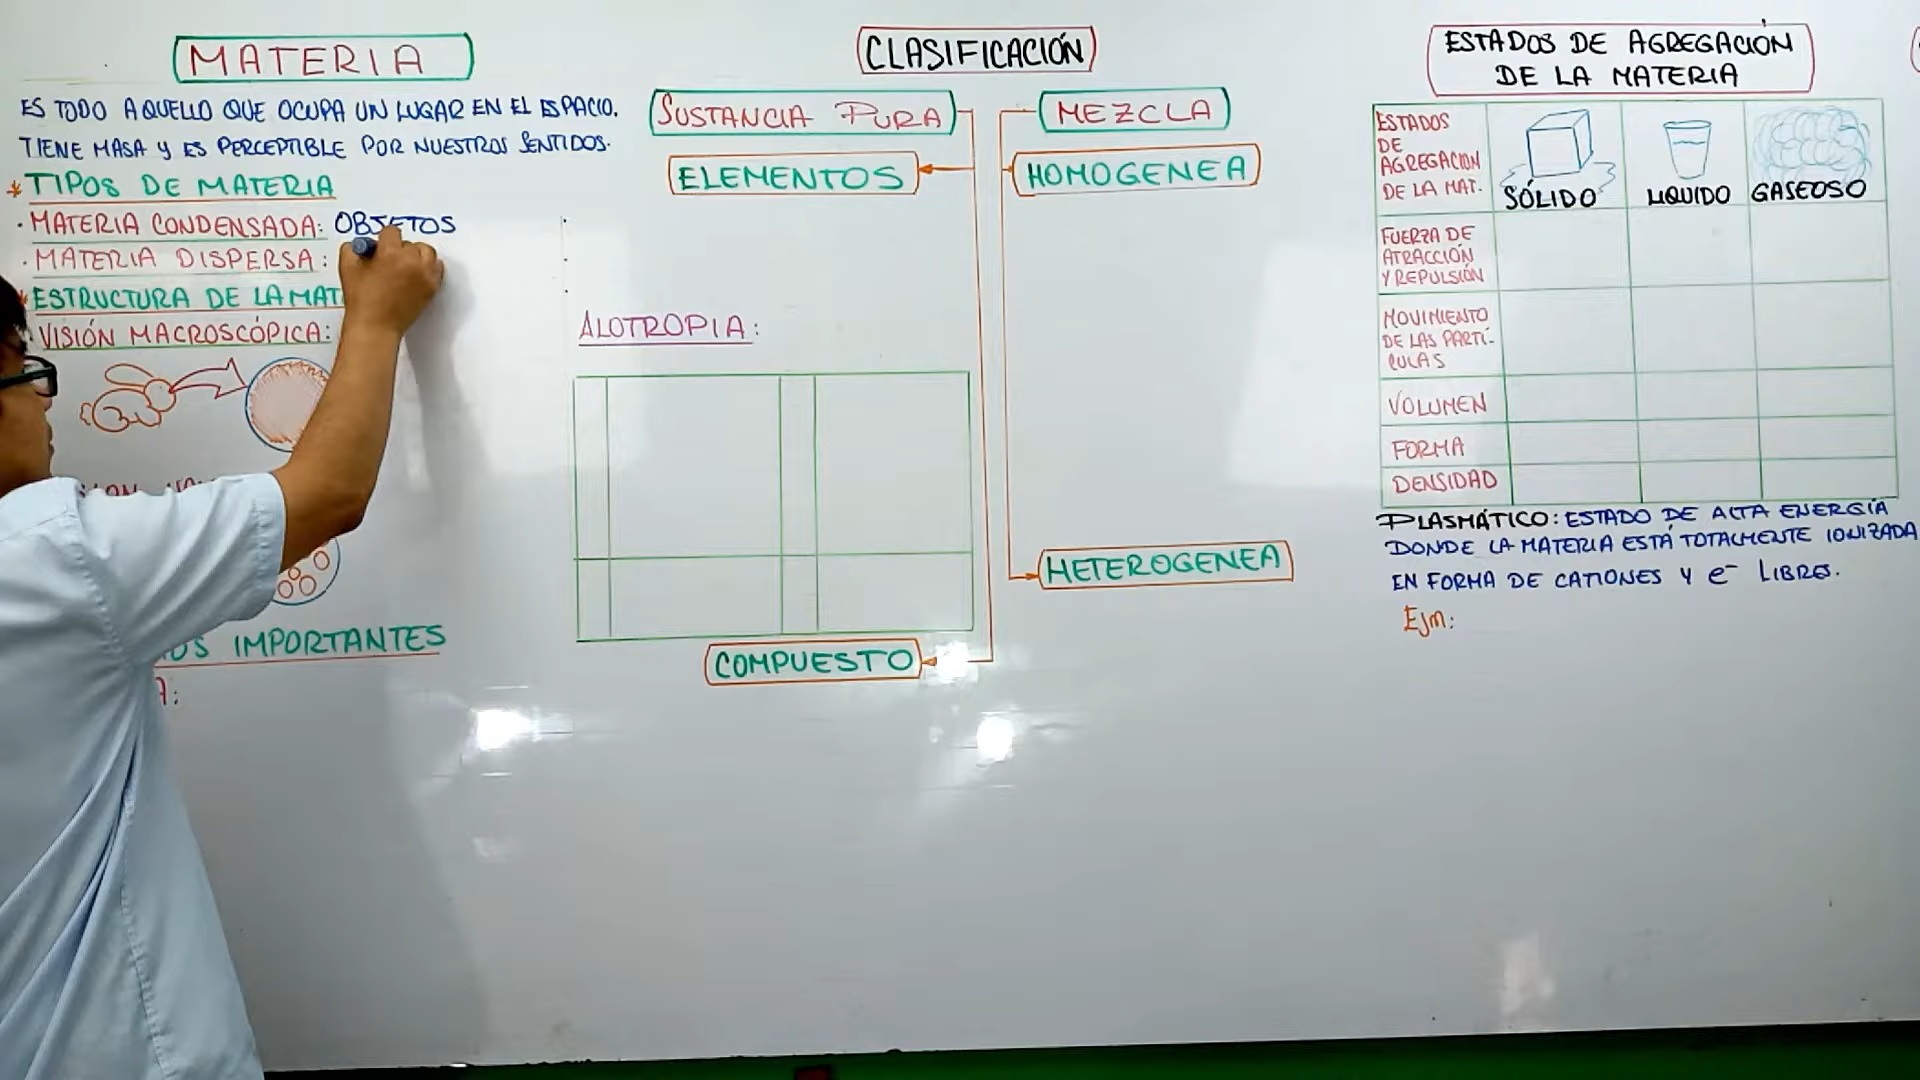 MATERIA
ES TODO AQUELLO QUE OCUPA UN LUGAR EN EL ESPACIO.
TIENE MASA Y ES PERCEPTIBLE POR NUESTROS SENTIDOS.
* TIPOS DE MATERIA
· MATERIA CONDENSADA: OBJETOS
· MATERIA DISPERSA:
* ESTRUCTURA DE LA MAT
VISIÓN MACROSCÓPICA:
IMPORTANTES
CLASIFICACIÓN
SUSTANCIA PURA
ELEMENTOS
ALOTROPIA:
COMPUESTO
MEZCLA
HOMOGENEA
HETEROGENEA
ESTADOS DE AGREGACIÓN
DE LA MATERIA
ESTADOS
DE
AGREGACION
DE LA MAT.
SÓLIDO LIQUIDO GASEOSO
FUERZA DE
ATRACCIÓN
Y REPULSIÓN
MOVIMIENTO
DE LAS PARTÍ-
CULAS
VOLUMEN
FORMA
DENSIDAD
PLASMÁTICO: ESTADO DE ALTA ENERGÍA
DONDE LA MATERIA ESTÁ TOTALMENTE IONIZADA
EN FORMA DE CATIONES Y e⁻ LIBRES.
Ejm: